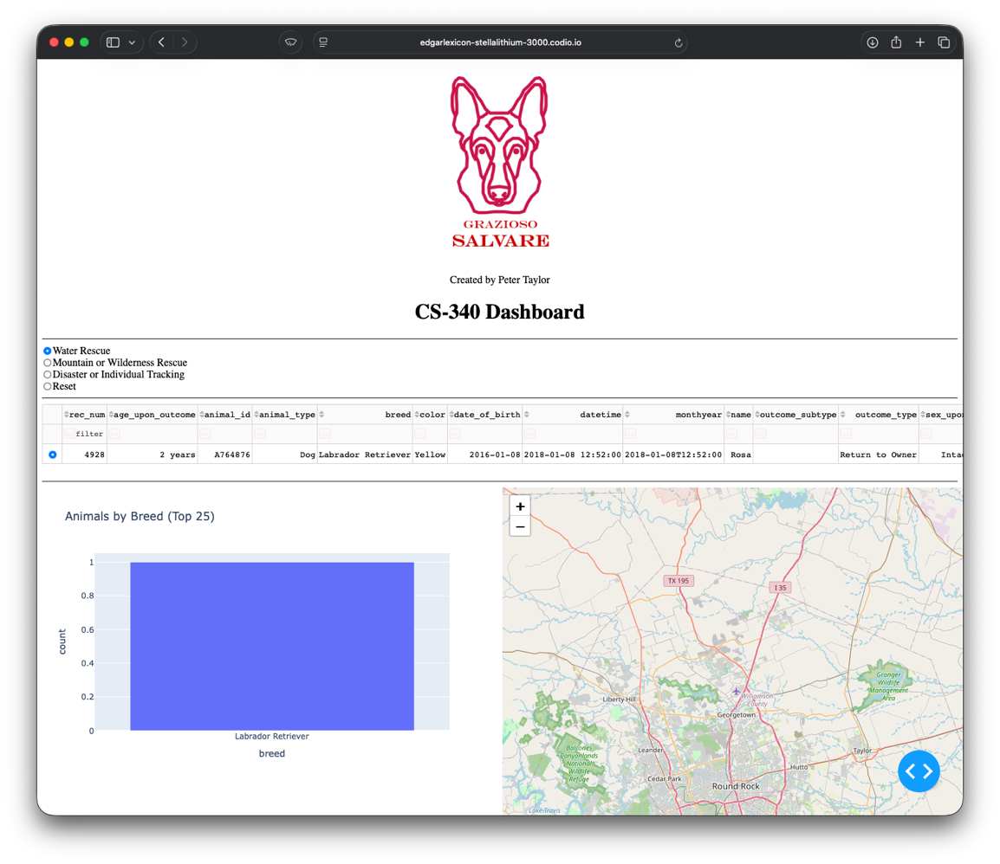 edgarlexicon-stellalithium-3000.codio.io
GRAZIOSO
SALVARE
Created by Peter Taylor
CS-340 Dashboard
Water Rescue
Mountain or Wilderness Rescue
Disaster or Individual Tracking
Reset
rec_num age_upon_outcome animal_id animal_type breed color date_of_birth datetime monthyear name outcome_subtype outcome_type sex_upo
filter
4928 2 years A764876 Dog Labrador Retriever Yellow 2016-01-08 2018-01-08 12:52:00 2018-01-08T12:52:00 Rosa Return to Owner Inta
Animals by Breed (Top 25)
1
0.8
0.6
0.4
0.2
0
count
Labrador Retriever
breed
+
−
TX 195
I 35
Granger
Wildlife
Management
Area
Liberty Hill
Williamson
County
Georgetown
Leander
Taylor
Balcones
Canyonlands
National
Wildlife
Refuge
Hutto
Cedar Park
Round Rock
Lake Travis